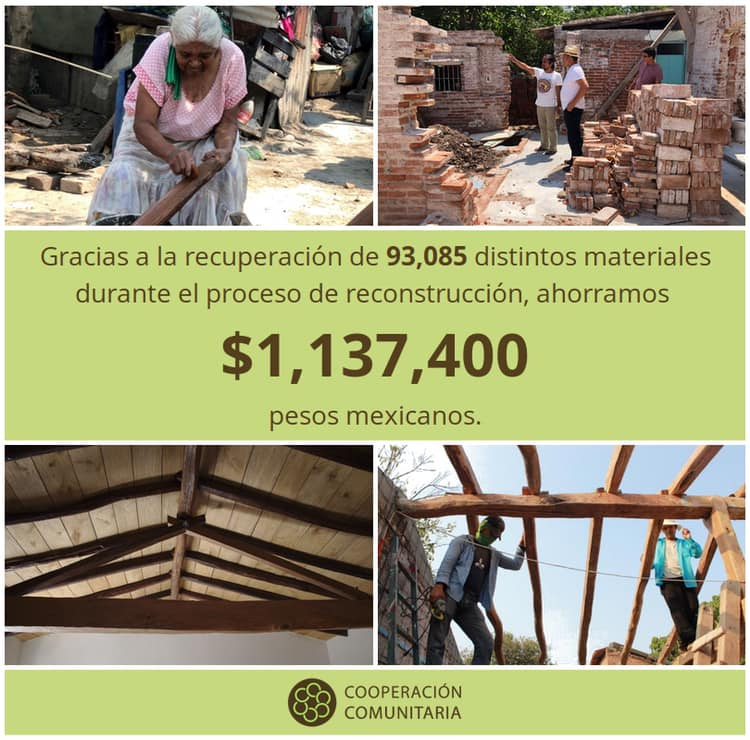 Gracias a la recuperación de 93,085 distintos materiales
durante el proceso de reconstrucción, ahorramos
$1,137,400
pesos mexicanos.
COOPERACIÓN
COMUNITARIA